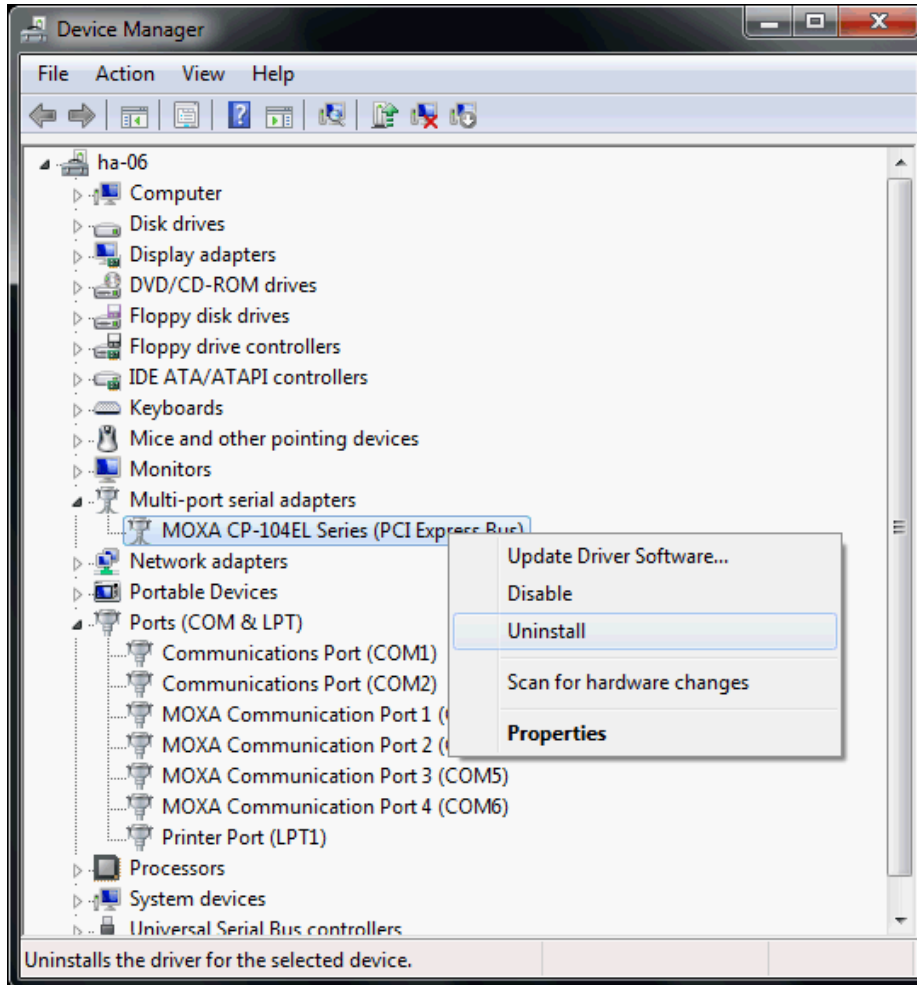 Device Manager
File Action View Help
ha-06
Computer
Disk drives
Display adapters
DVD/CD-ROM drives
Floppy disk drives
Floppy drive controllers
IDE ATA/ATAPI controllers
Keyboards
Mice and other pointing devices
Monitors
Multi-port serial adapters
MOXA CP-104EL Series (PCI Express Bus)
Network adapters
Portable Devices
Ports (COM & LPT)
Communications Port (COM1)
Communications Port (COM2)
MOXA Communication Port 1 (
MOXA Communication Port 2 (
MOXA Communication Port 3 (COM5)
MOXA Communication Port 4 (COM6)
Printer Port (LPT1)
Processors
System devices
Universal Serial Bus controllers
Update Driver Software...
Disable
Uninstall
Scan for hardware changes
Properties
Uninstalls the driver for the selected device.